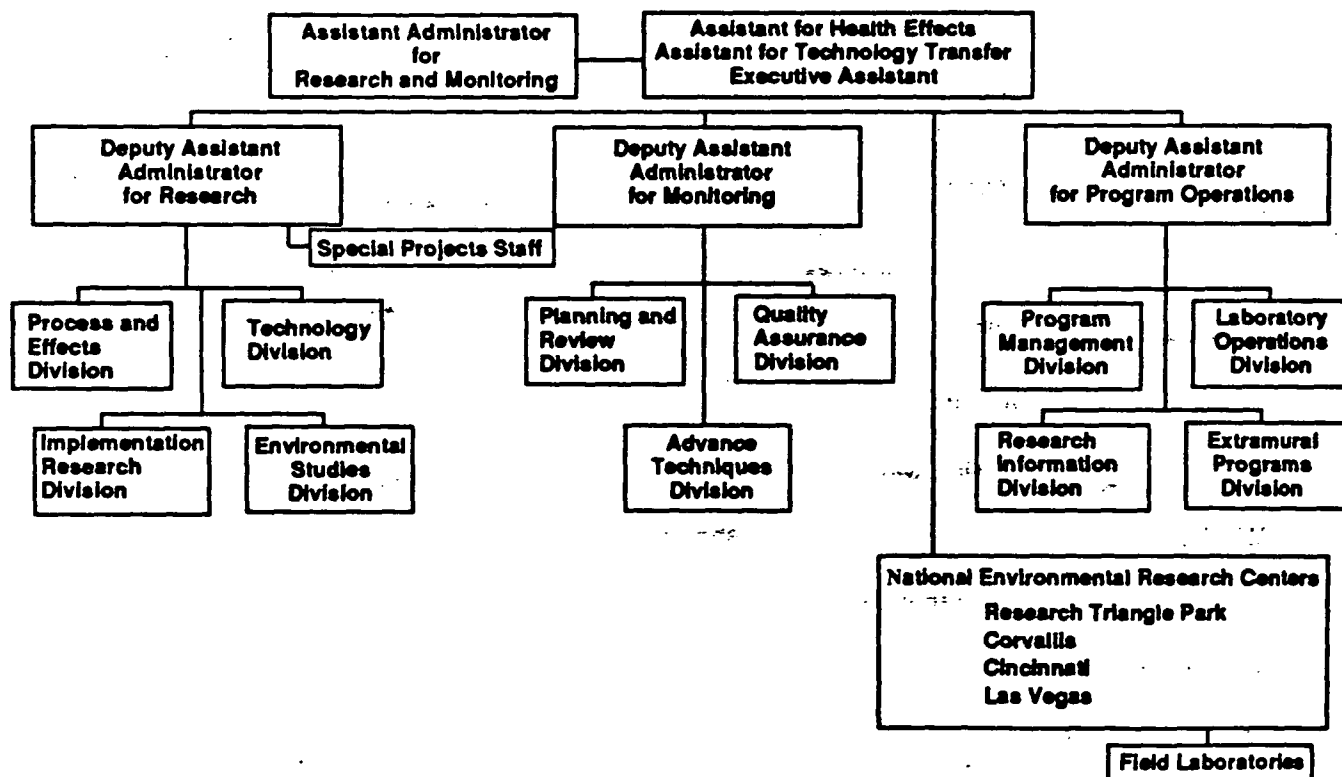 Assistant Administrator
for
Research and Monitoring
Assistant for Health Effects
Assistant for Technology Transfer
Executive Assistant
Deputy Assistant
Administrator
for Research
Deputy Assistant
Administrator
for Monitoring
Deputy Assistant
Administrator
for Program Operations
Special Projects Staff
Process and
Effects
Division
Technology
Division
Planning and
Review
Division
Quality
Assurance
Division
Program
Management
Division
Laboratory
Operations
Division
Implementation
Research
Division
Environmental
Studies
Division
Advance
Techniques
Division
Research
Information
Division
Extramural
Programs
Division
National Environmental Research Centers
Research Triangle Park
Corvallis
Cincinnati
Las Vegas
Field Laboratories